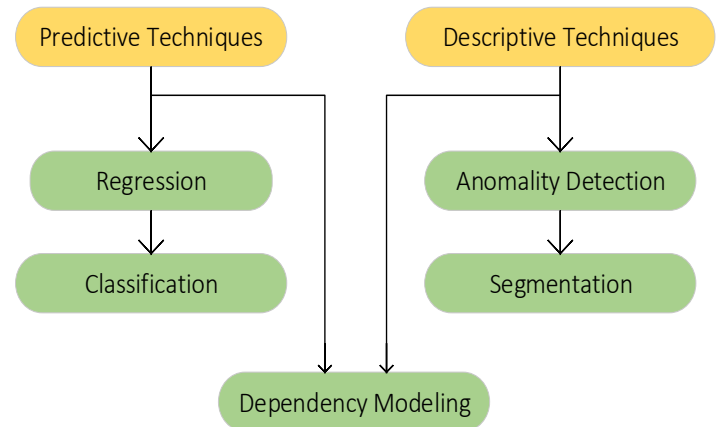 Predictive Techniques
Descriptive Techniques
Regression
Anomality Detection
Classification
Segmentation
Dependency Modeling